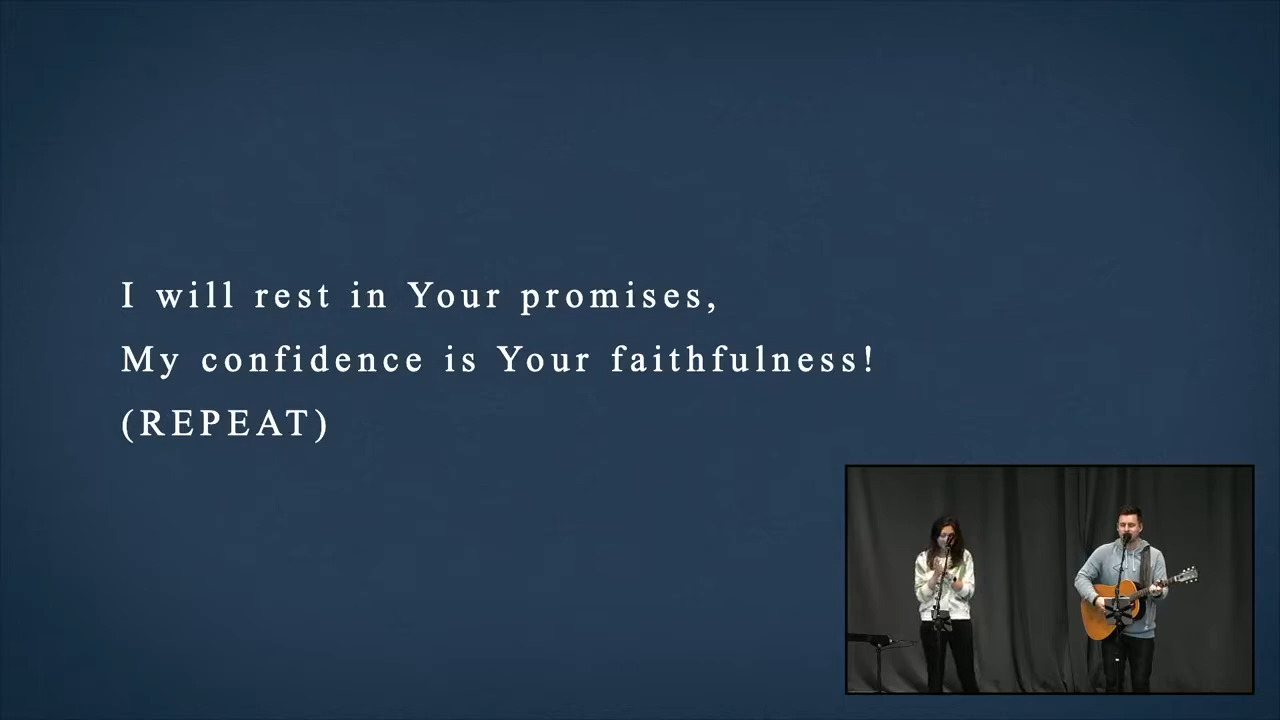 I will rest in Your promises,
My confidence is Your faithfulness!
(REPEAT)